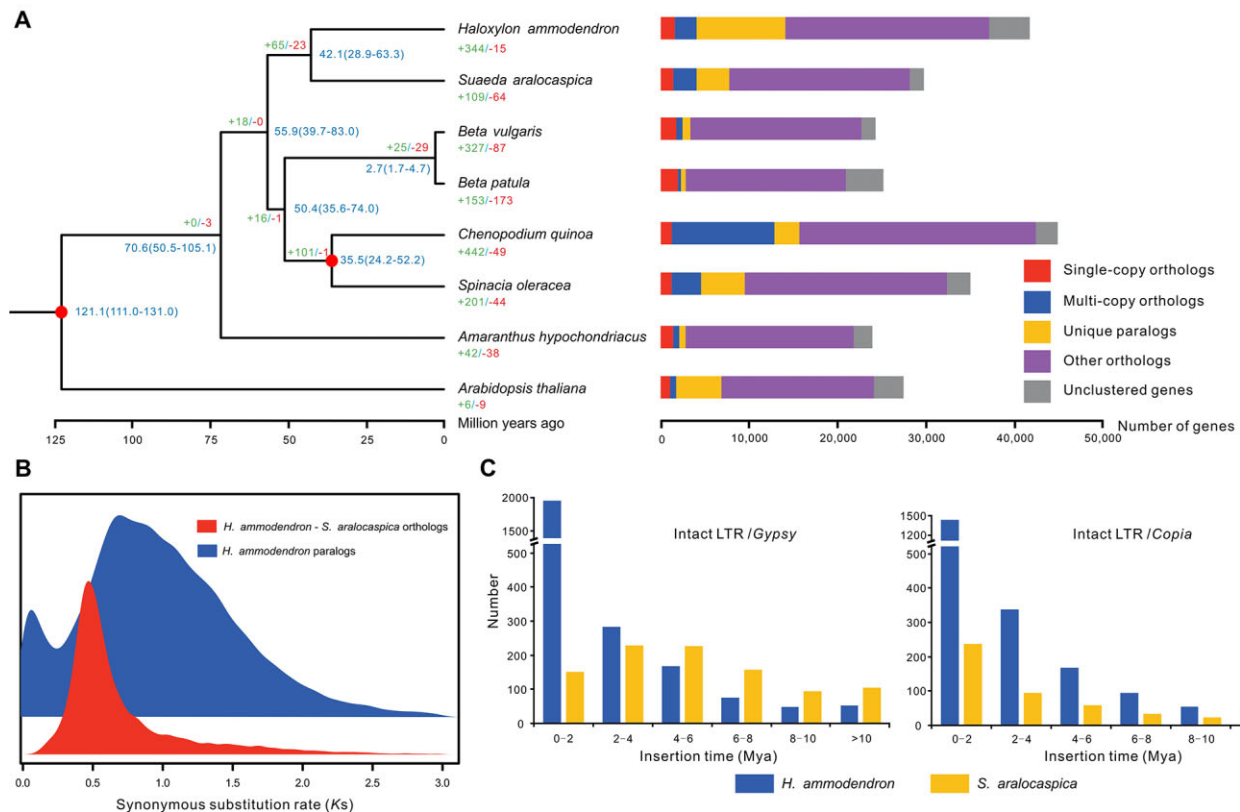 A
Haloxylon ammodendron
+344/-15
+65/-23
42.1(28.9-63.3)
Suaeda aralocaspica
+109/-64
+18/-0
55.9(39.7-83.0)
Beta vulgaris
+327/-87
+25/-29
2.7(1.7-4.7)
Beta patula
+153/-173
+0/-3
+16/-1
50.4(35.6-74.0)
70.6(50.5-105.1)
Chenopodium quinoa
+442/-49
+101/-1
35.5(24.2-52.2)
Spinacia oleracea
+201/-44
121.1(111.0-131.0)
Amaranthus hypochondriacus
+42/-38
Arabidopsis thaliana
+6/-9
Single-copy orthologs
Multi-copy orthologs
Unique paralogs
Other orthologs
Unclustered genes
125 100 75 50 25 0
Million years ago
0 10,000 20,000 30,000 40,000 50,000
Number of genes
B
H. ammodendron - S. aralocaspica orthologs
H. ammodendron paralogs
0.0 0.5 1.0 1.5 2.0 2.5 3.0
Synonymous substitution rate (Ks)
C
Intact LTR /Gypsy
Number
2000
1500
500
400
300
200
100
0
0–2 2–4 4–6 6–8 8–10 >10
Insertion time (Mya)
Intact LTR /Copia
1500
1200
500
400
300
200
100
0
0–2 2–4 4–6 6–8 8–10
Insertion time (Mya)
H. ammodendron
S. aralocaspica